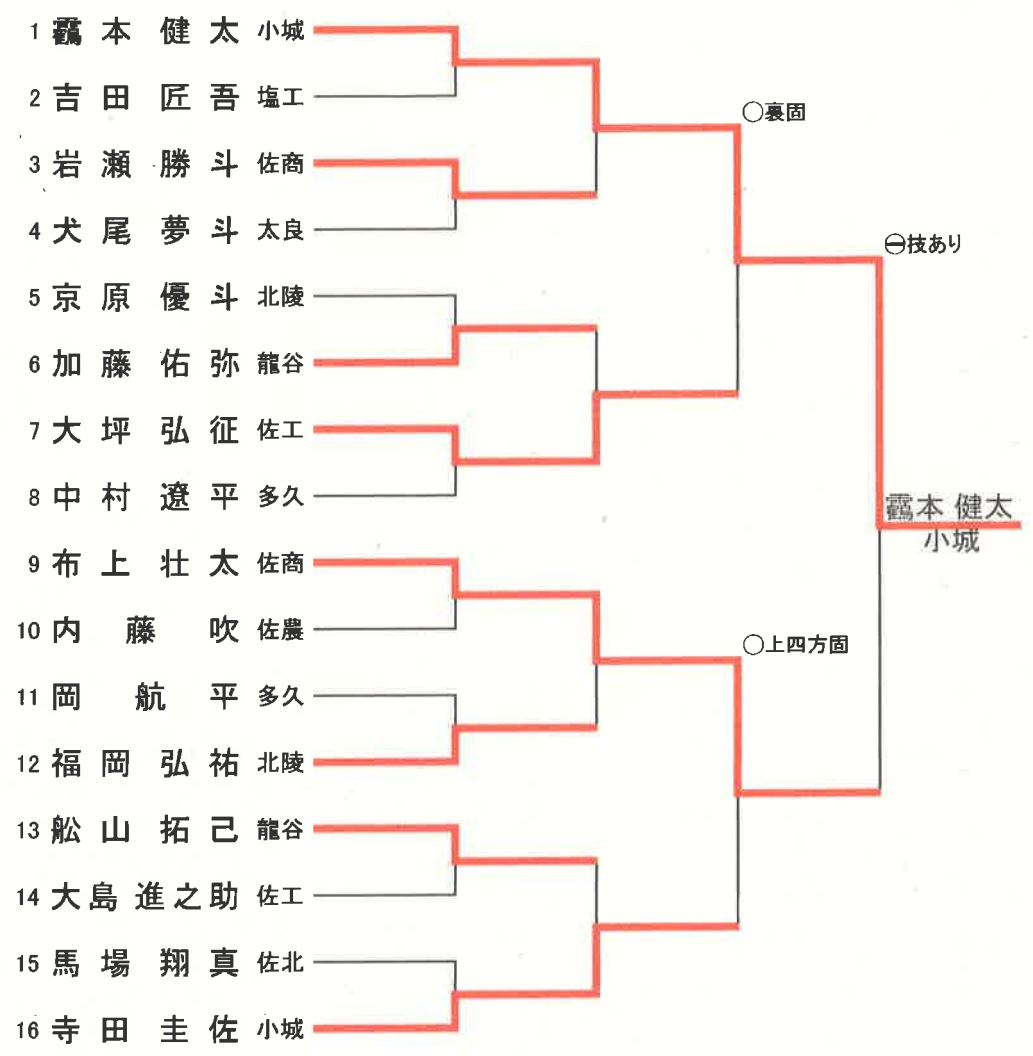 1 靏本 健太 小城
2 吉田 匠吾 塩工
3 岩瀬 勝斗 佐商
4 犬尾 夢斗 太良
5 京原 優斗 北陵
6 加藤 佑弥 龍谷
7 大坪 弘征 佐工
8 中村 遼平 多久
9 布上 壮太 佐商
10 内藤 吹 佐農
11 岡 航平 多久
12 福岡 弘祐 北陵
13 舩山 拓己 龍谷
14 大島 進之助 佐工
15 馬場 翔真 佐北
16 寺田 圭佐 小城
○裏固
○上四方固
㊀技あり
靏本 健太
小城